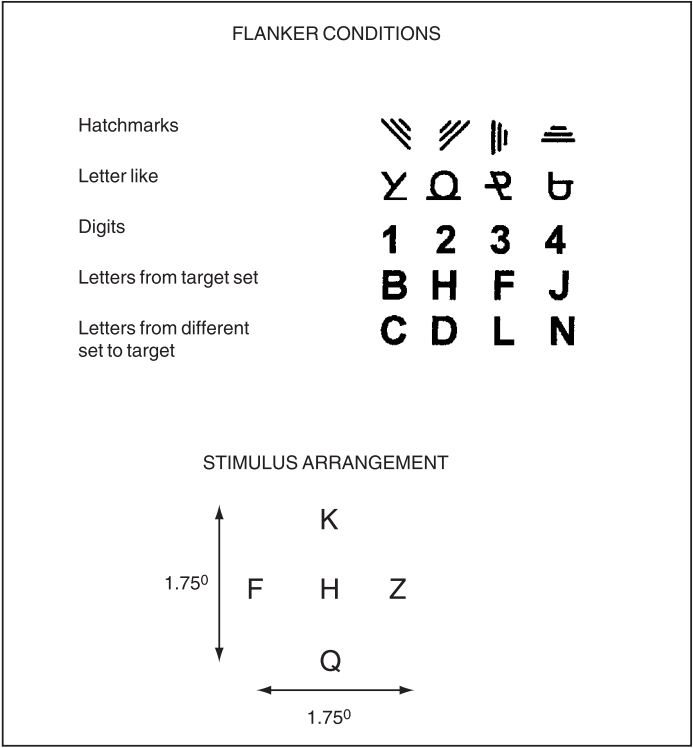 FLANKER CONDITIONS
Hatchmarks
Letter like
Digits 1 2 3 4
Letters from target set B H F J
Letters from different C D L N
set to target
STIMULUS ARRANGEMENT
K
1.75⁰ F H Z
Q
1.75⁰